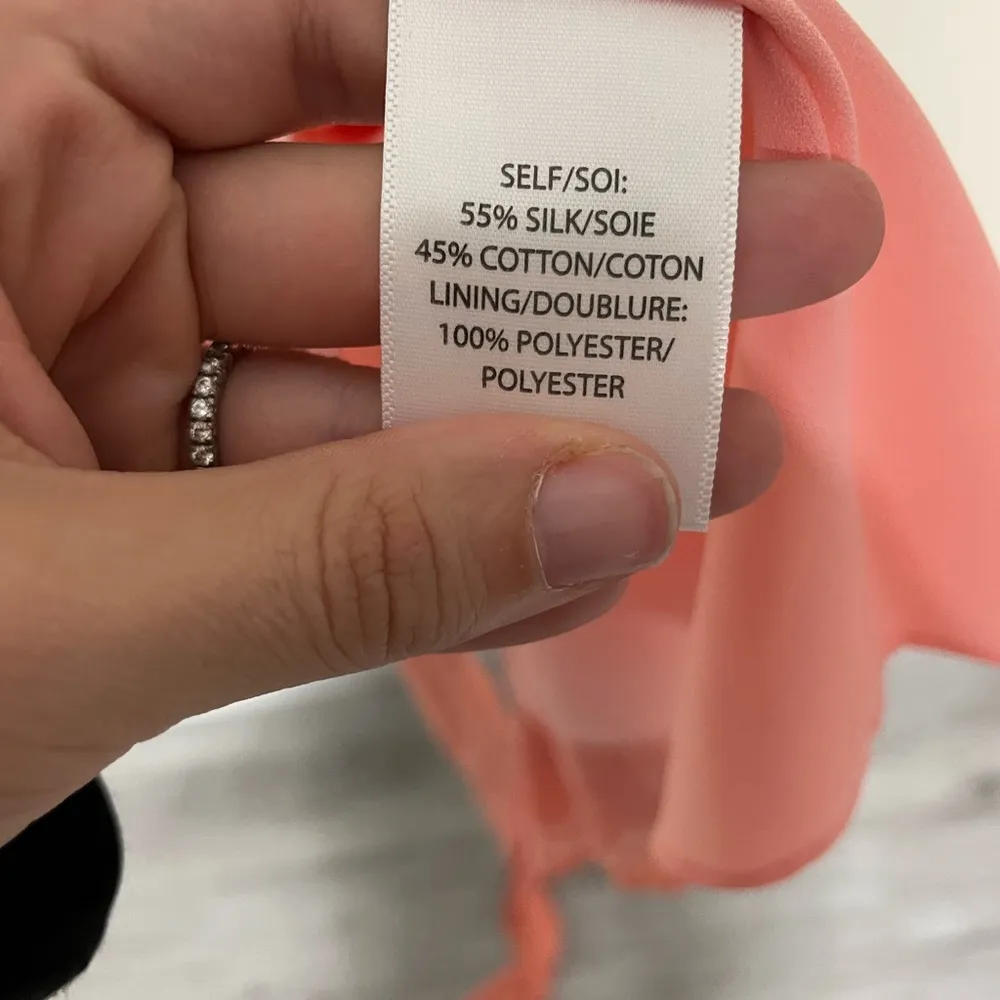 SELF/SOI:
55% SILK/SOIE
45% COTTON/COTON
LINING/DOUBLURE:
100% POLYESTER/
POLYESTER